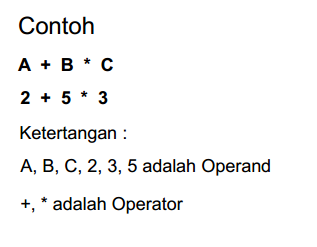 Contoh
A + B * C
2 + 5 * 3
Ketertangan :
A, B, C, 2, 3, 5 adalah Operand
+, * adalah Operator